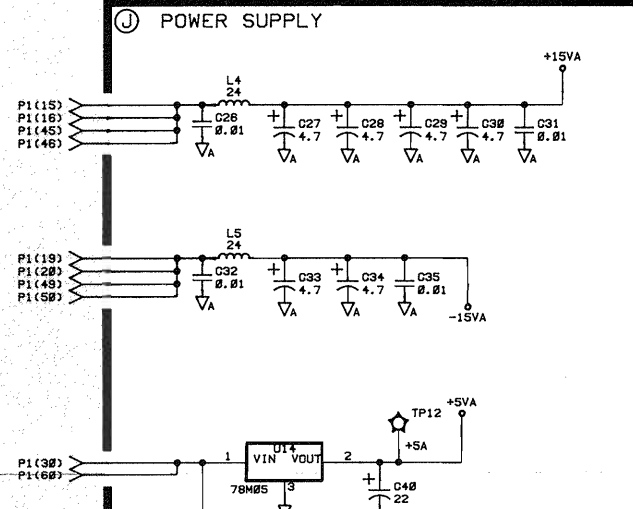 J POWER SUPPLY
+15VA
L4
24
P1(15)
P1(16)
P1(45)
P1(46)
C26
0.01
A
+
C27
4.7
A
+
C28
4.7
A
+
C29
4.7
A
+
C30
4.7
A
C31
0.01
A
L5
24
P1(19)
P1(20)
P1(49)
P1(50)
C32
0.01
A
+
C33
4.7
A
+
C34
4.7
A
C35
0.01
A
-15VA
+5VA
TP12
+5A
P1(30)
P1(60)
1
U14
VIN VOUT
2
78M05
3
+
C40
22